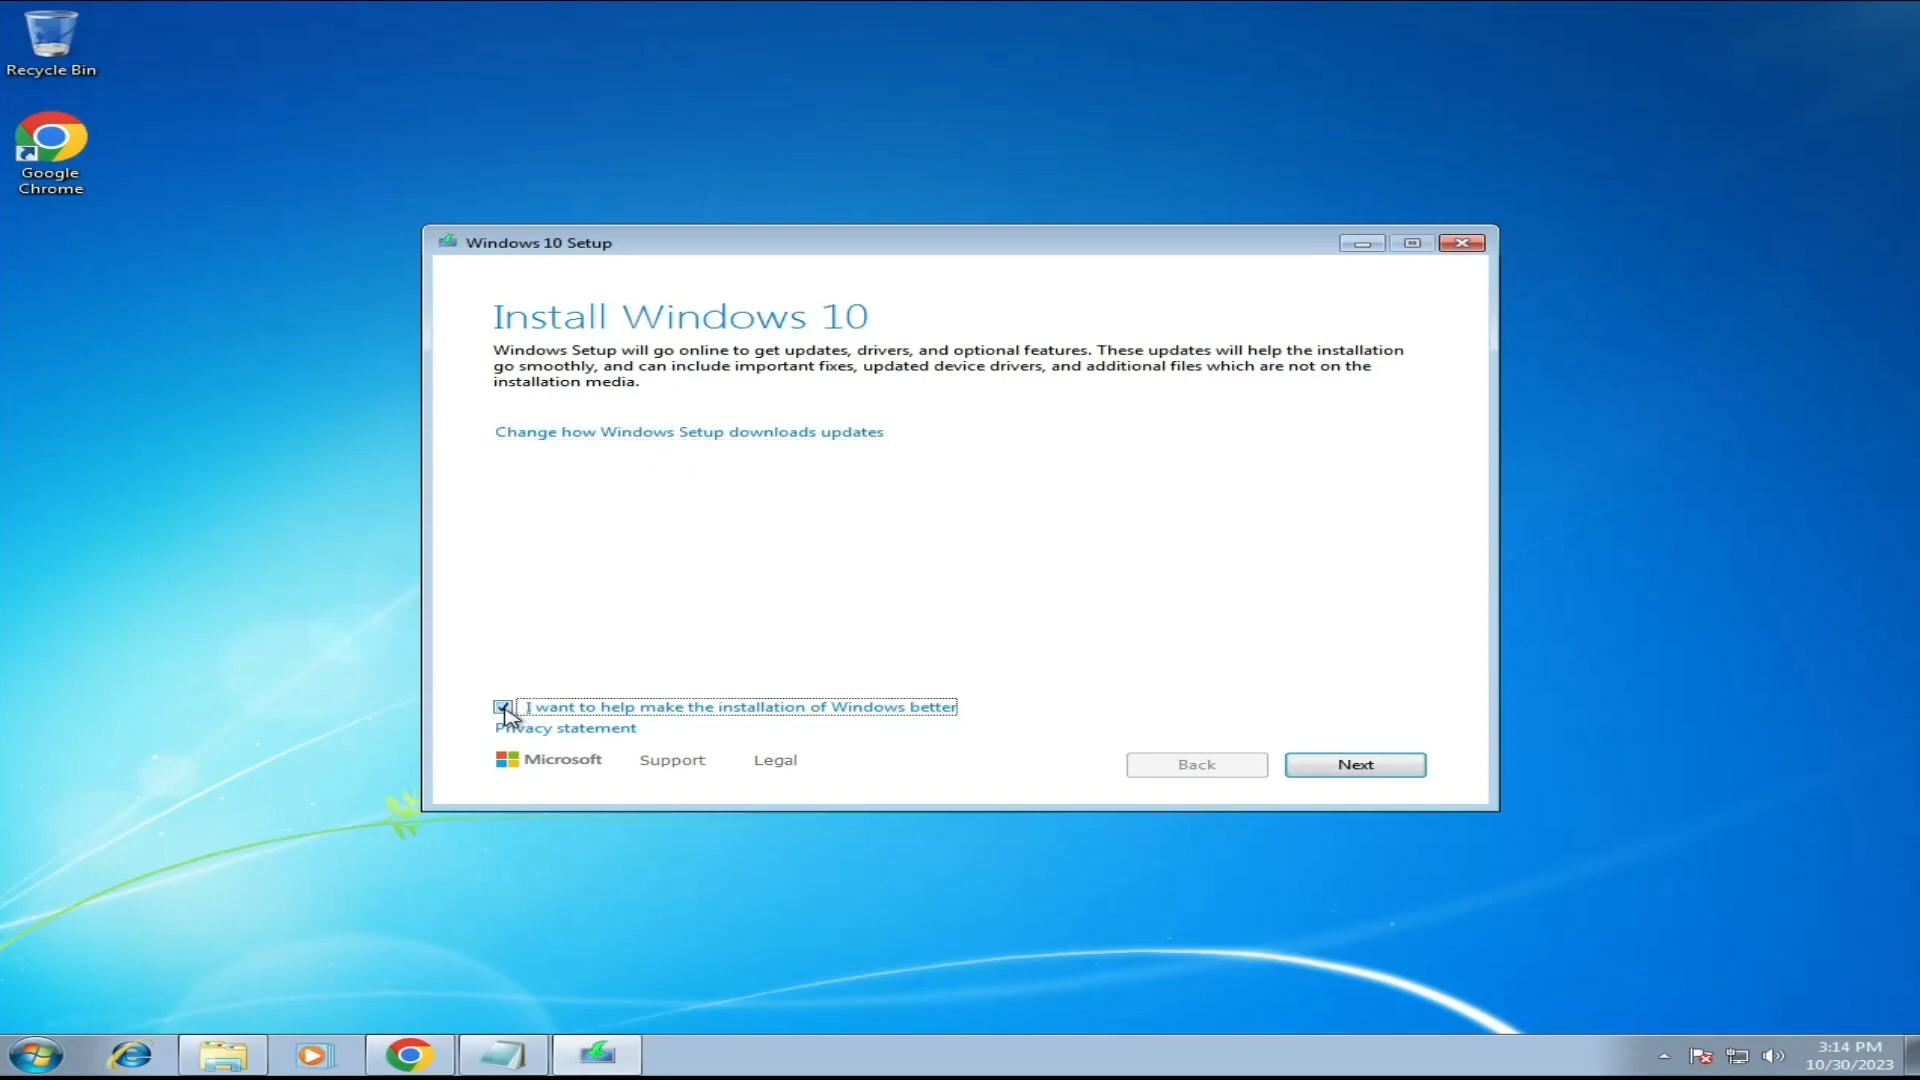 Recycle Bin
Google
Chrome
Windows 10 Setup
Install Windows 10
Windows Setup will go online to get updates, drivers, and optional features. These updates will help the installation
go smoothly, and can include important fixes, updated device drivers, and additional files which are not on the
installation media.
Change how Windows Setup downloads updates
I want to help make the installation of Windows better
Privacy statement
Microsoft Support Legal
Back Next
3:14 PM
10/30/2023